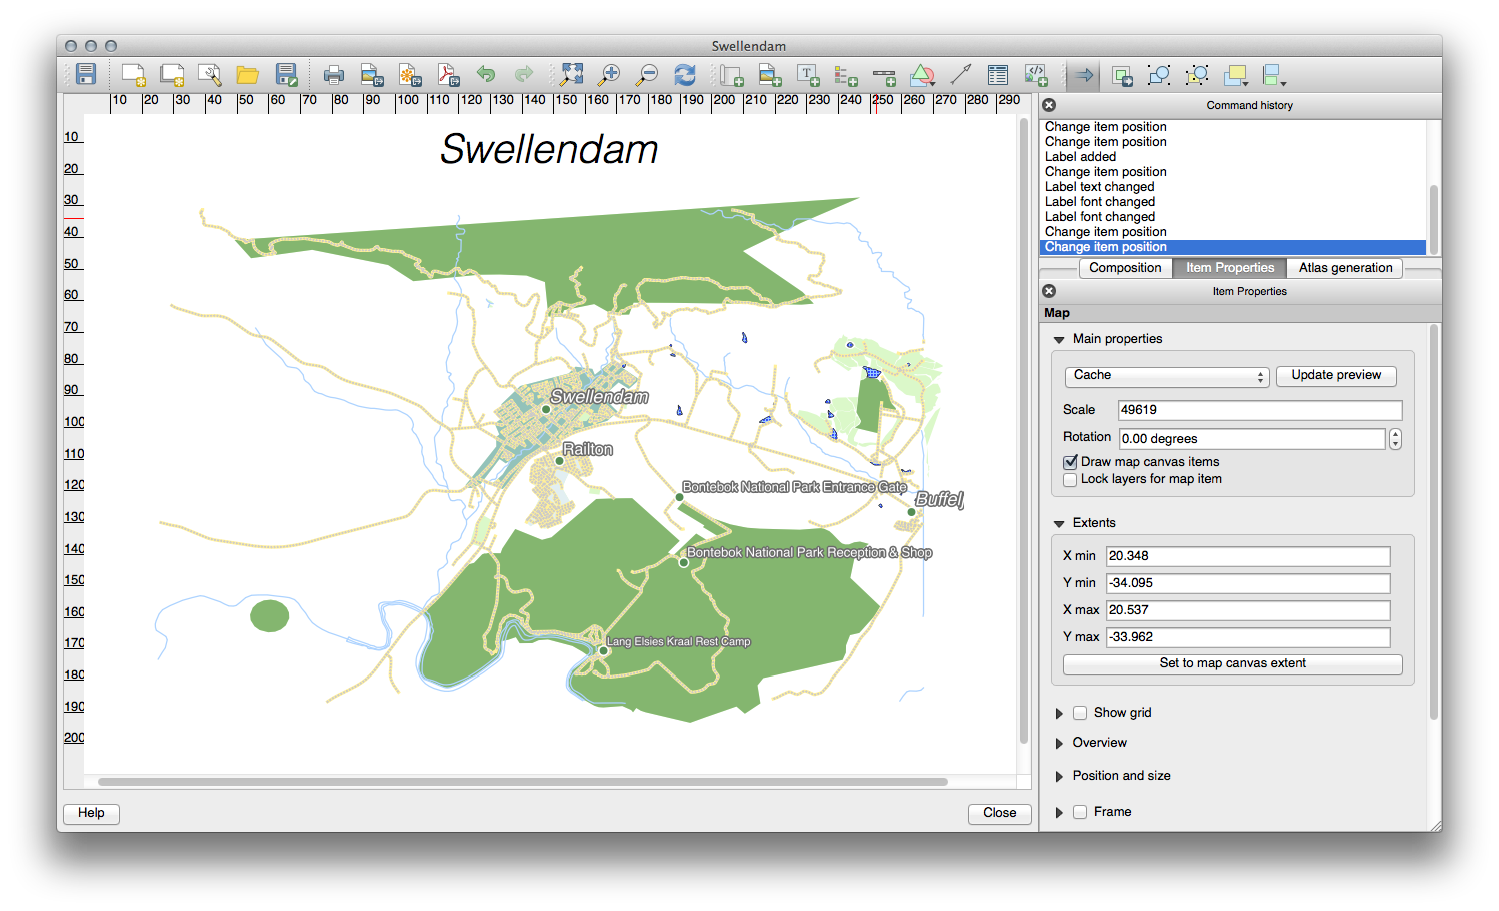 Swellendam
10 20 30 40 50 60 70 80 90 100 110 120 130 140 150 160 170 180 190 200 210 220 230 240 250 260 270 280 290
10
20
30
40
50
60
70
80
90
100
110
120
130
140
150
160
170
180
190
200
Swellendam
Swellendam
Railton
Bontebok National Park Entrance Gate
Buffelj
Bontebok National Park Reception & Shop
Lang Elsies Kraal Rest Camp
Help
Close
Command history
Change item position
Change item position
Label added
Change item position
Label text changed
Label font changed
Label font changed
Change item position
Change item position
Composition Item Properties Atlas generation
Item Properties
Map
Main properties
Cache Update preview
Scale 49619
Rotation 0.00 degrees
Draw map canvas items
Lock layers for map item
Extents
X min 20.348
Y min -34.095
X max 20.537
Y max -33.962
Set to map canvas extent
Show grid
Overview
Position and size
Frame